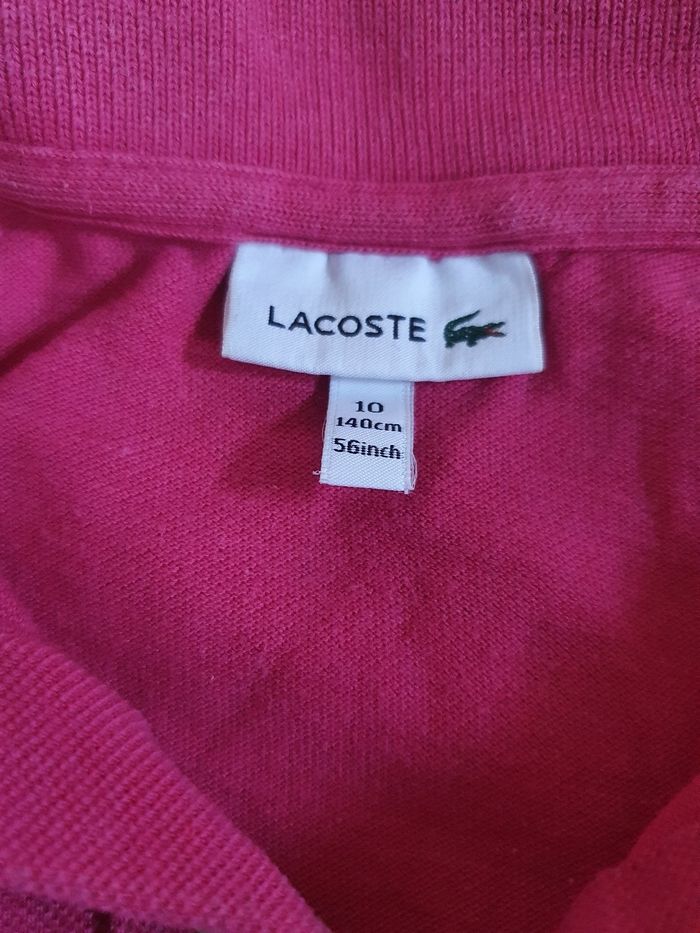 LACOSTE
10
140cm
56inch